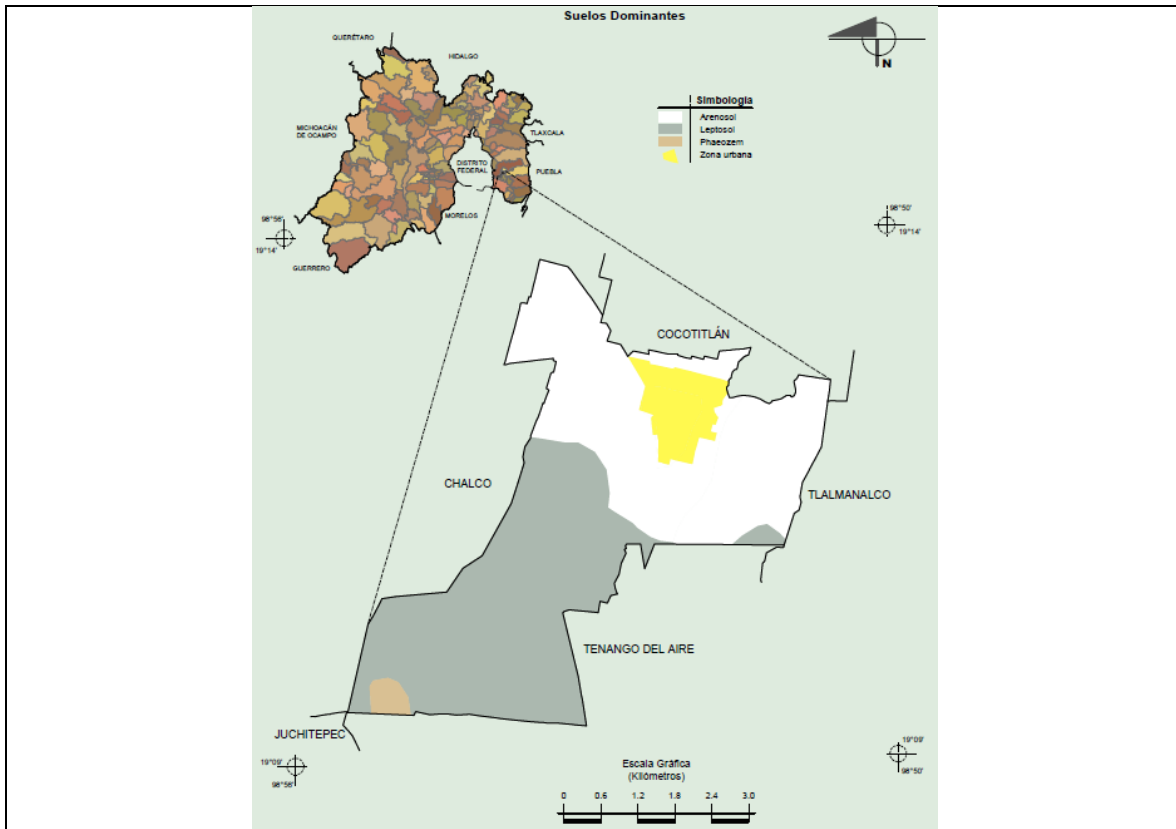 Suelos Dominantes
QUERÉTARO
HIDALGO
MICHOACÁN
DE OCAMPO
TLAXCALA
DISTRITO
FEDERAL
PUEBLA
MORELOS
GUERRERO
N
Simbología
Arenosol
Leptosol
Phaeozem
Zona urbana
98°56'
19°14'
98°50'
19°14'
COCOTITLÁN
CHALCO
TLALMANALCO
TENANGO DEL AIRE
JUCHITEPEC
19°09'
98°56'
19°09'
98°50'
Escala Gráfica
(Kilómetros)
0 0.6 1.2 1.8 2.4 3.0